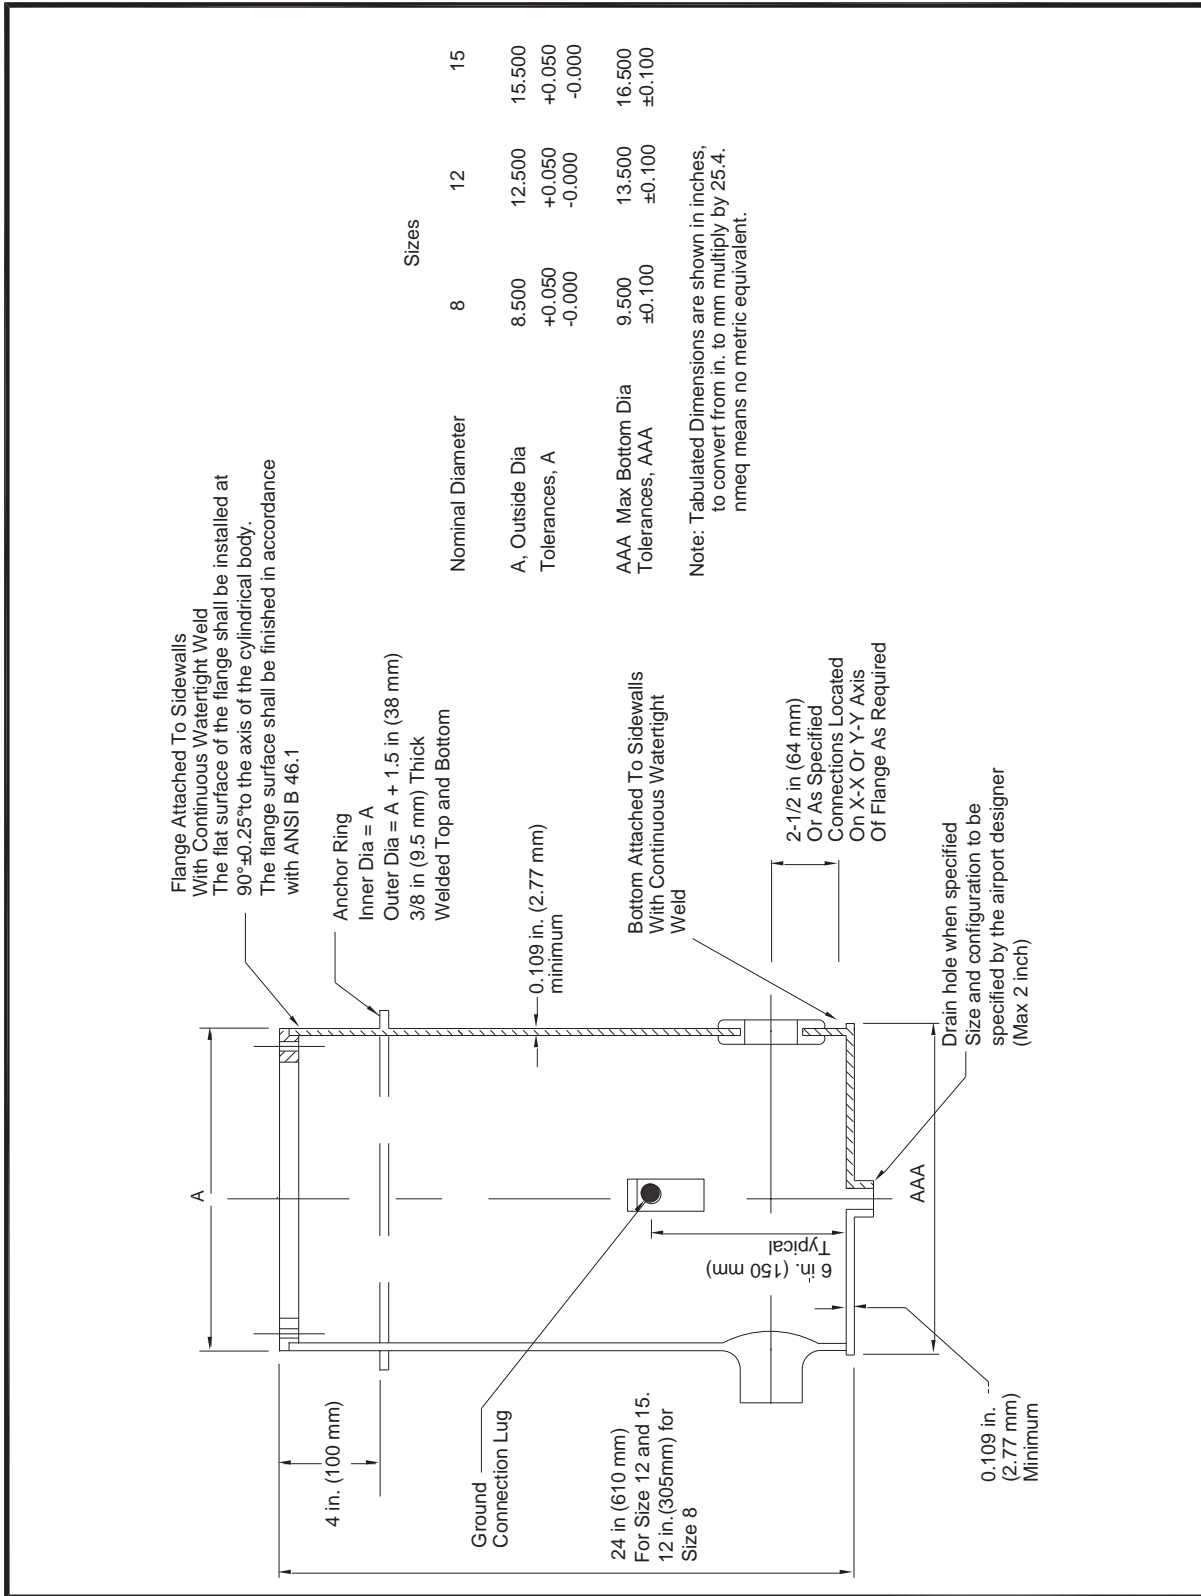 Flange Attached To Sidewalls
With Continuous Watertight Weld
The flat surface of the flange shall be installed at
90°±0.25°to the axis of the cylindrical body.
The flange surface shall be finished in accordance
with ANSI B 46.1
Anchor Ring
Inner Dia = A
Outer Dia = A + 1.5 in (38 mm)
3/8 in (9.5 mm) Thick
Welded Top and Bottom
0.109 in. (2.77 mm)
minimum
Bottom Attached To Sidewalls
With Continuous Watertight
Weld
2-1/2 in (64 mm)
Or As Specified
Connections Located
On X-X Or Y-Y Axis
Of Flange As Required
Drain hole when specified
Size and configuration to be
specified by the airport designer
(Max 2 inch)
A
AAA
6 in. (150 mm)
Typical
4 in. (100 mm)
Ground
Connection Lug
24 in (610 mm)
For Size 12 and 15.
12 in.(305mm) for
Size 8
0.109 in.
(2.77 mm)
Minimum
Sizes
Nominal Diameter 8 12 15
A, Outside Dia 8.500 12.500 15.500
Tolerances, A +0.050 +0.050 +0.050
-0.000 -0.000 -0.000
AAA Max Bottom Dia 9.500 13.500 16.500
Tolerances, AAA ±0.100 ±0.100 ±0.100
Note: Tabulated Dimensions are shown in inches,
to convert from in. to mm multiply by 25.4.
nmeq means no metric equivalent.